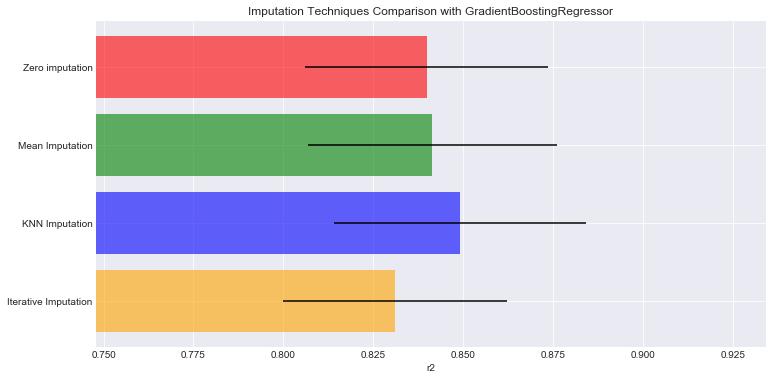 Imputation Techniques Comparison with GradientBoostingRegressor
Zero imputation
Mean Imputation
KNN Imputation
Iterative Imputation
0.750 0.775 0.800 0.825 0.850 0.875 0.900 0.925
r2